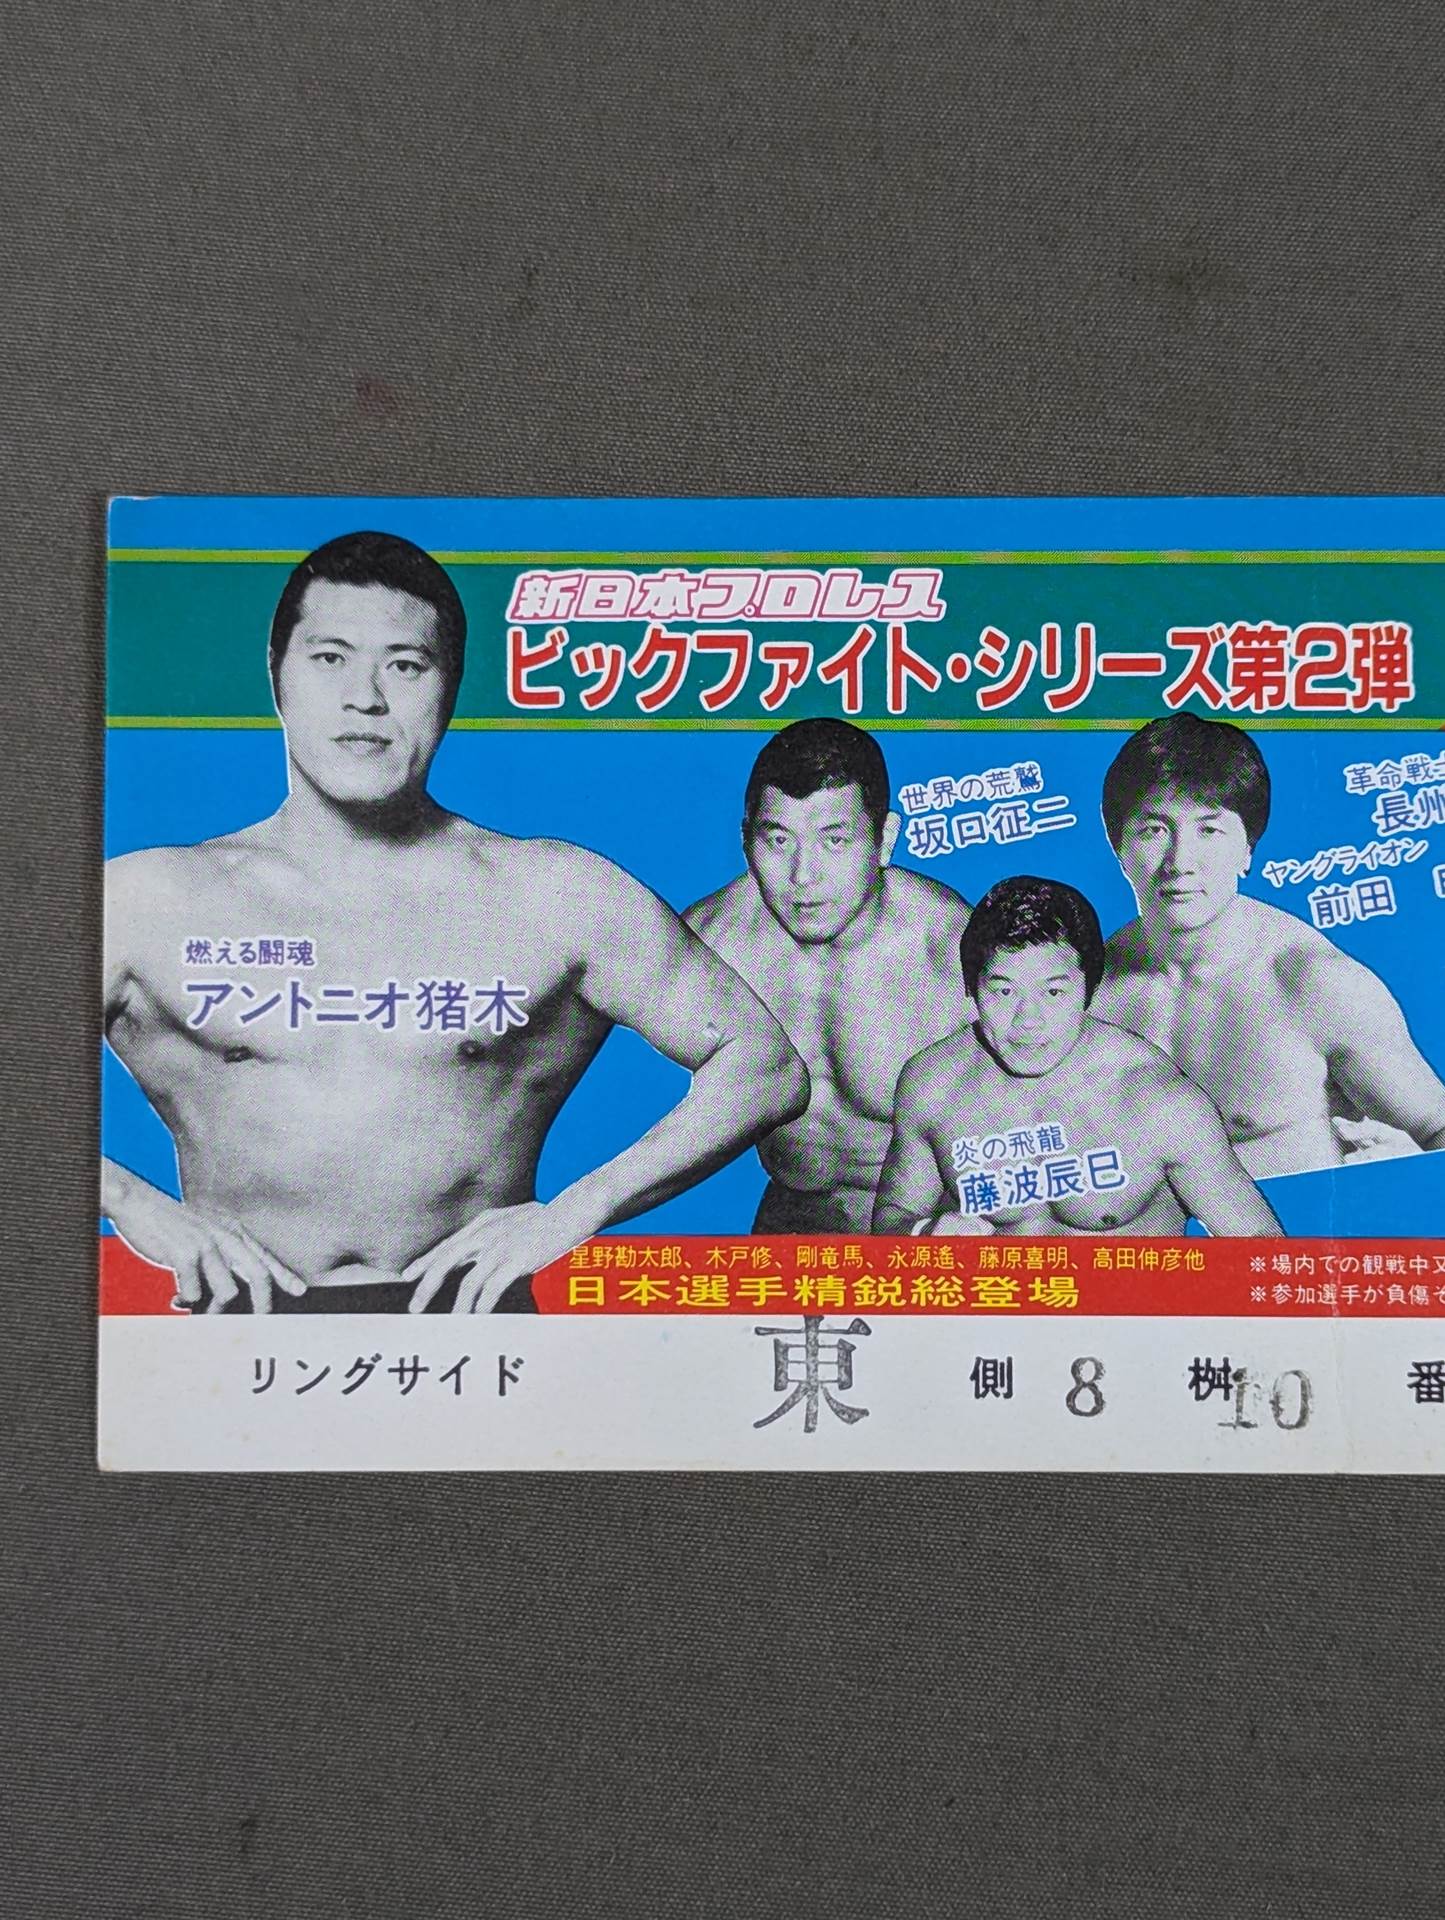 新日本プロレス
ビックファイト・シリーズ第2弾
世界の荒鷲
坂口征二
革命戦士
長州
ヤングライオン
前田
燃える闘魂
アントニオ猪木
炎の飛龍
藤波辰巳
星野勘太郎、木戸修、剛竜馬、永源遙、藤原喜明、高田伸彦他
日本選手精鋭総登場
※場内での観戦中又
※参加選手が負傷そ
リングサイド 東 側 8 桝 10 番